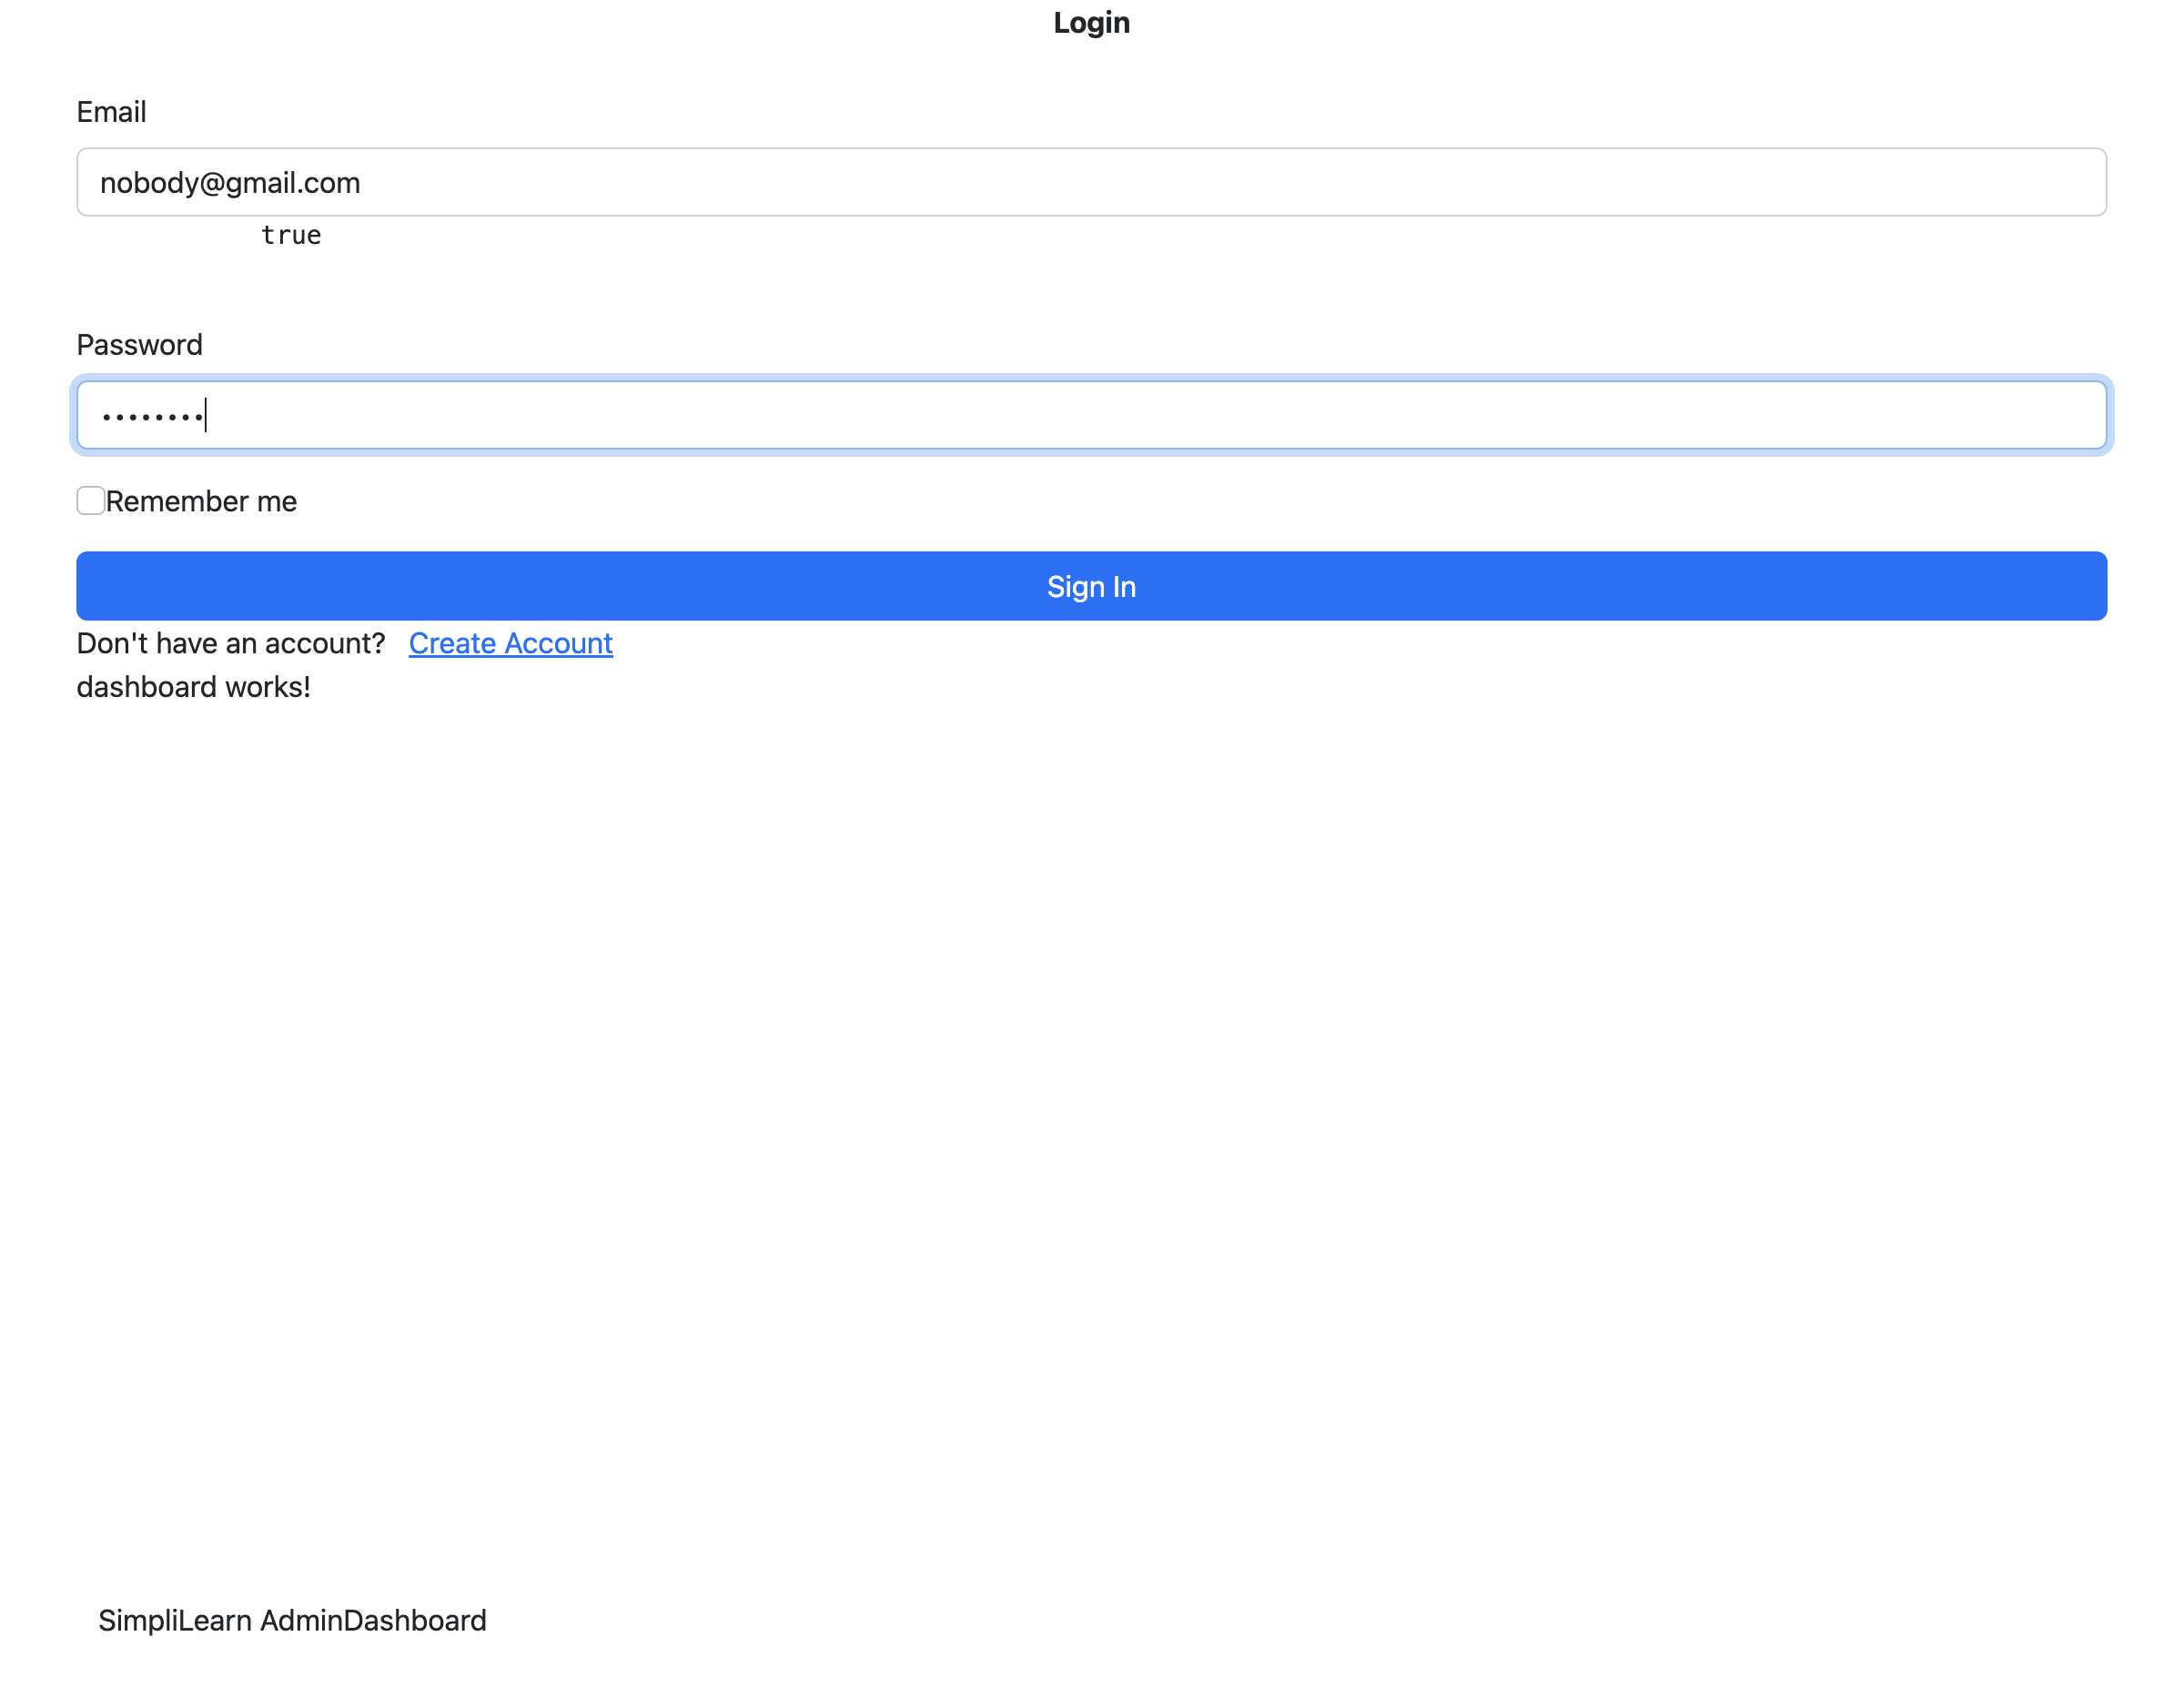 Login
Email
nobody@gmail.com
true
Password
••••••••
Remember me
Sign In
Don't have an account? Create Account
dashboard works!
SimpliLearn AdminDashboard